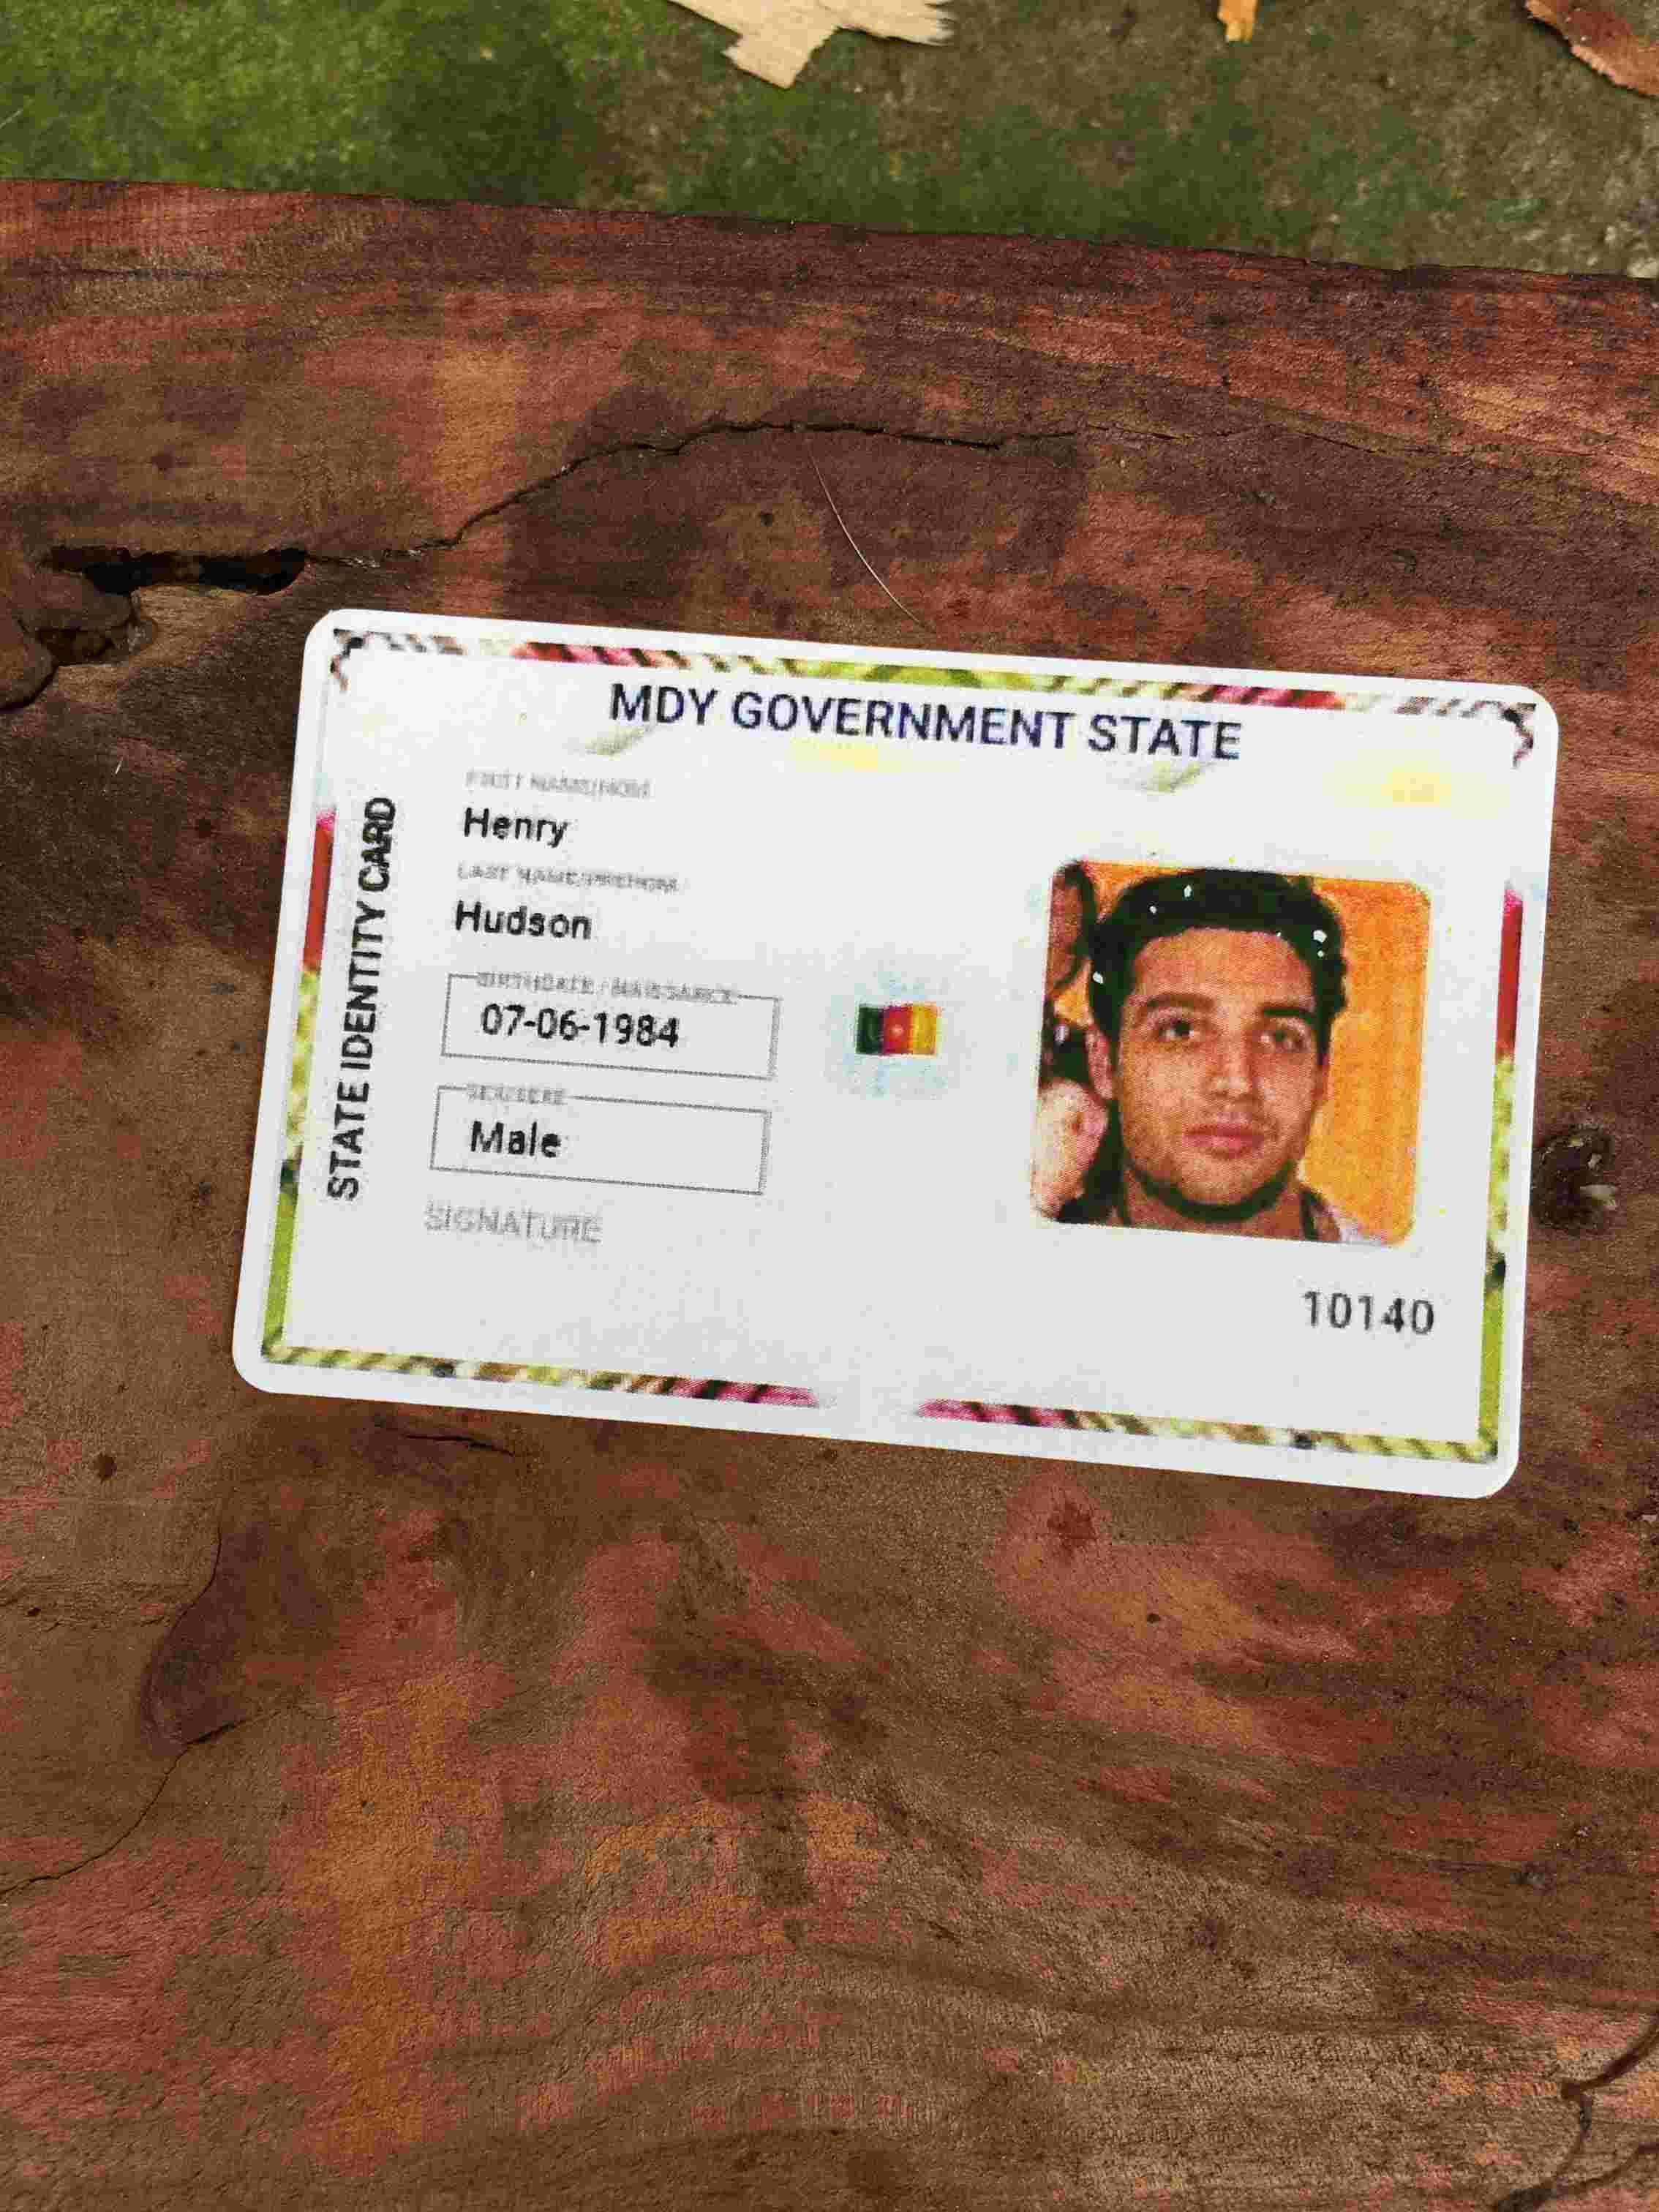 MDY GOVERNMENT STATE
STATE IDENTITY CARD
FIRST NAME/NOM
Henry
LAST NAME/PRENOM
Hudson
BIRTHDATE / NAISSANCE
07-06-1984
SEX/SEXE
Male
SIGNATURE
10140